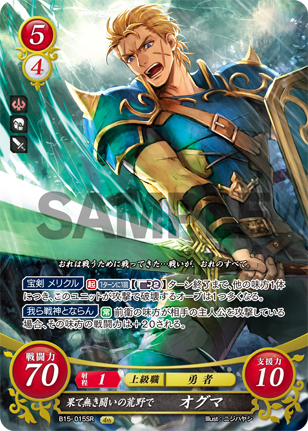 5
4
SAMPLE
おれは戦うために戦ってきた…戦いが、おれのすべて。
宝剣 メリクル 起 【1ターンに1回】【□2】ターン終了まで、他の味方1体
につき、このユニットが攻撃で破壊するオーブは1つ多くなる。
我ら戦神とならん 常 前衛の味方が相手の主人公を攻撃している
場合、その味方の戦闘力は+20される。
戦闘力
70
射程 1 上級職 勇者
支援力
10
果て無き闘いの荒野で オグマ
B15-015SR
Illust:ニジハヤシ